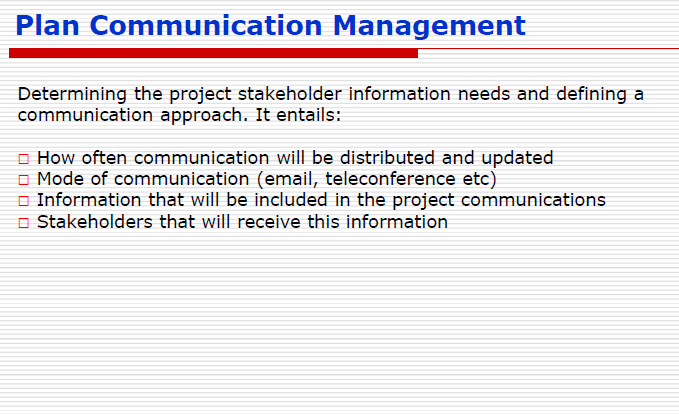 Plan Communication Management
Determining the project stakeholder information needs and defining a
communication approach. It entails:
How often communication will be distributed and updated
Mode of communication (email, teleconference etc)
Information that will be included in the project communications
Stakeholders that will receive this information